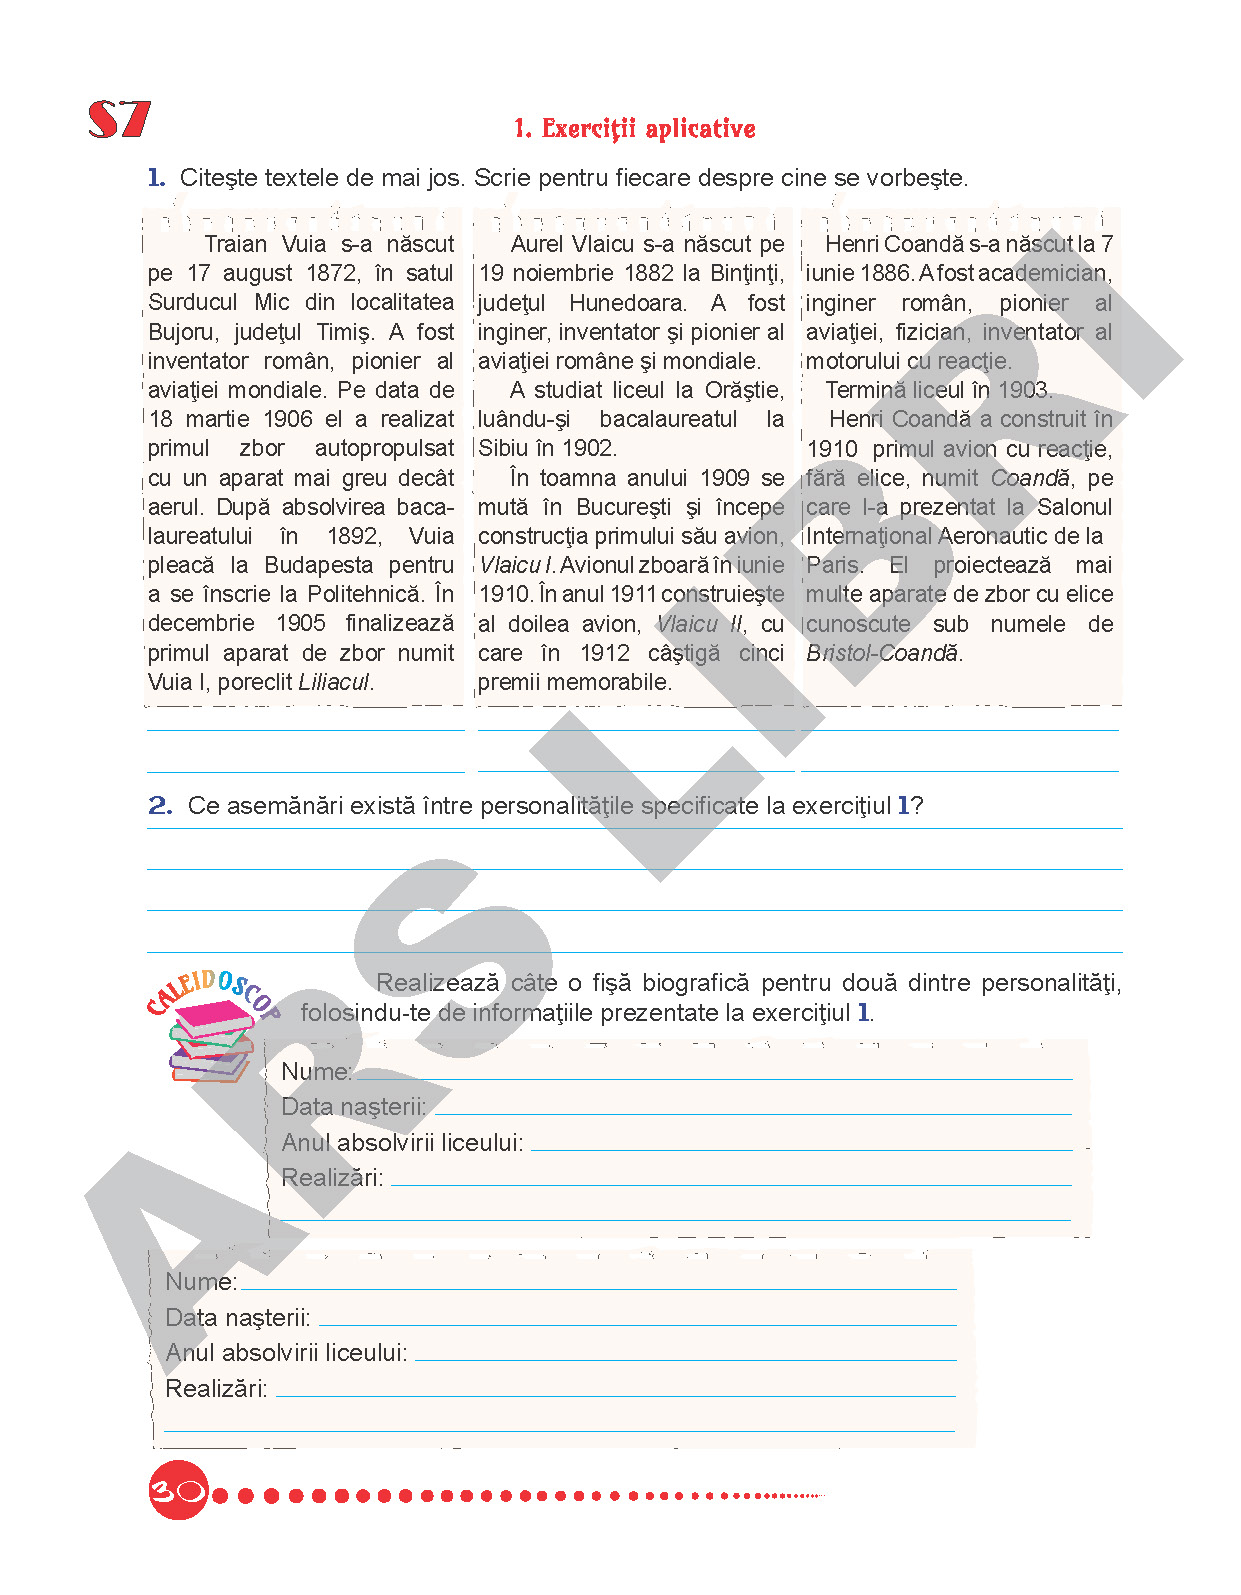 S7
1. Exerciţii aplicative
1. Citeşte textele de mai jos. Scrie pentru fiecare despre cine se vorbeşte.
Traian Vuia s-a născut
pe 17 august 1872, în satul
Surducul Mic din localitatea
Bujoru, judeţul Timiş. A fost
inventator român, pionier al
aviaţiei mondiale. Pe data de
18 martie 1906 el a realizat
primul zbor autopropulsat
cu un aparat mai greu decât
aerul. După absolvirea baca-
laureatului în 1892, Vuia
pleacă la Budapesta pentru
a se înscrie la Politehnică. În
decembrie 1905 finalizează
primul aparat de zbor numit
Vuia I, poreclit Liliacul.
Aurel Vlaicu s-a născut pe
19 noiembrie 1882 la Binţinţi,
judeţul Hunedoara. A fost
inginer, inventator şi pionier al
aviaţiei române şi mondiale.
A studiat liceul la Orăştie,
luându-şi bacalaureatul la
Sibiu în 1902.
În toamna anului 1909 se
mută în Bucureşti şi începe
construcţia primului său avion,
Vlaicu I. Avionul zboară în iunie
1910. În anul 1911 construieşte
al doilea avion, Vlaicu II, cu
care în 1912 câştigă cinci
premii memorabile.
Henri Coandă s-a născut la 7
iunie 1886. A fost academician,
inginer român, pionier al
aviaţiei, fizician, inventator al
motorului cu reacţie.
Termină liceul în 1903.
Henri Coandă a construit în
1910 primul avion cu reacţie,
fără elice, numit Coandă, pe
care l-a prezentat la Salonul
Internaţional Aeronautic de la
Paris. El proiectează mai
multe aparate de zbor cu elice
cunoscute sub numele de
Bristol-Coandă.
2. Ce asemănări există între personalităţile specificate la exerciţiul 1?
CALEIDOSCOP
Realizează câte o fişă biografică pentru două dintre personalităţi,
folosindu-te de informaţiile prezentate la exerciţiul 1.
Nume:
Data naşterii:
Anul absolvirii liceului:
Realizări:
Nume:
Data naşterii:
Anul absolvirii liceului:
Realizări:
30
ARS LIBRI